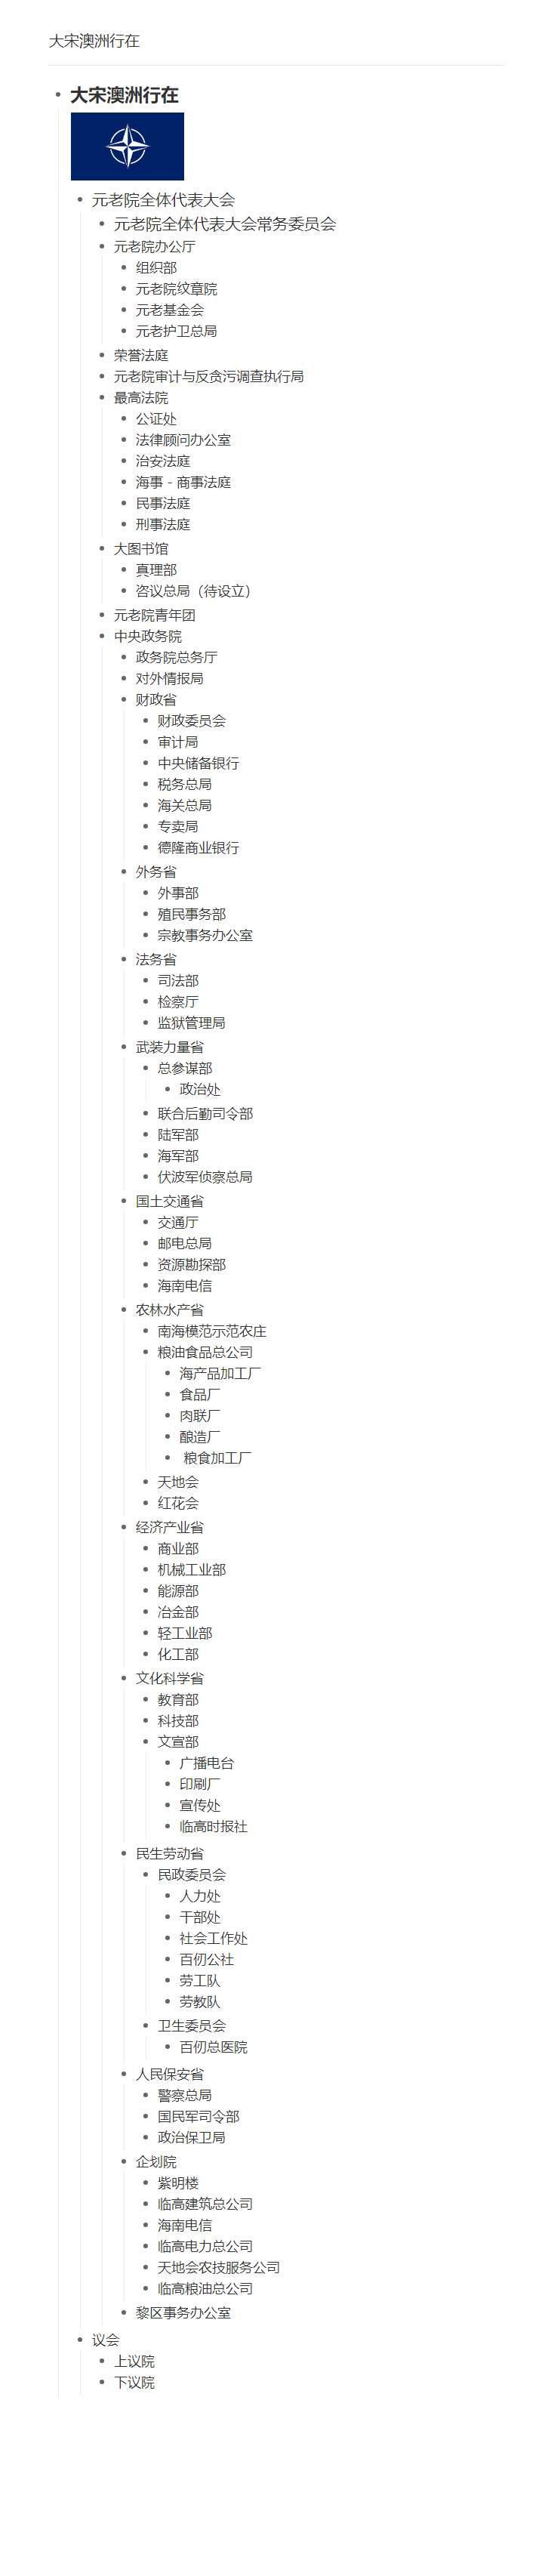 大宋澳洲行在
大宋澳洲行在
元老院全体代表大会
元老院全体代表大会常务委员会
元老院办公厅
组织部
元老院纹章院
元老基金会
元老护卫总局
荣誉法庭
元老院审计与反贪污调查执行局
最高法院
公证处
法律顾问办公室
治安法庭
海事 - 商事法庭
民事法庭
刑事法庭
大图书馆
真理部
咨议总局（待设立）
元老院青年团
中央政务院
政务院总务厅
对外情报局
财政省
财政委员会
审计局
中央储备银行
税务总局
海关总局
专卖局
德隆商业银行
外务省
外事部
殖民事务部
宗教事务办公室
法务省
司法部
检察厅
监狱管理局
武装力量省
总参谋部
政治处
联合后勤司令部
陆军部
海军部
伏波军侦察总局
国土交通省
交通厅
邮电总局
资源勘探部
海南电信
农林水产省
南海模范示范农庄
粮油食品总公司
海产品加工厂
食品厂
肉联厂
酿造厂
粮食加工厂
天地会
红花会
经济产业省
商业部
机械工业部
能源部
冶金部
轻工业部
化工部
文化科学省
教育部
科技部
文宣部
广播电台
印刷厂
宣传处
临高时报社
民生劳动省
民政委员会
人力处
干部处
社会工作处
百仞公社
劳工队
劳教队
卫生委员会
百仞总医院
人民保安省
警察总局
国民军司令部
政治保卫局
企划院
紫明楼
临高建筑总公司
海南电信
临高电力总公司
天地会农技服务公司
临高粮油总公司
黎区事务办公室
议会
上议院
下议院